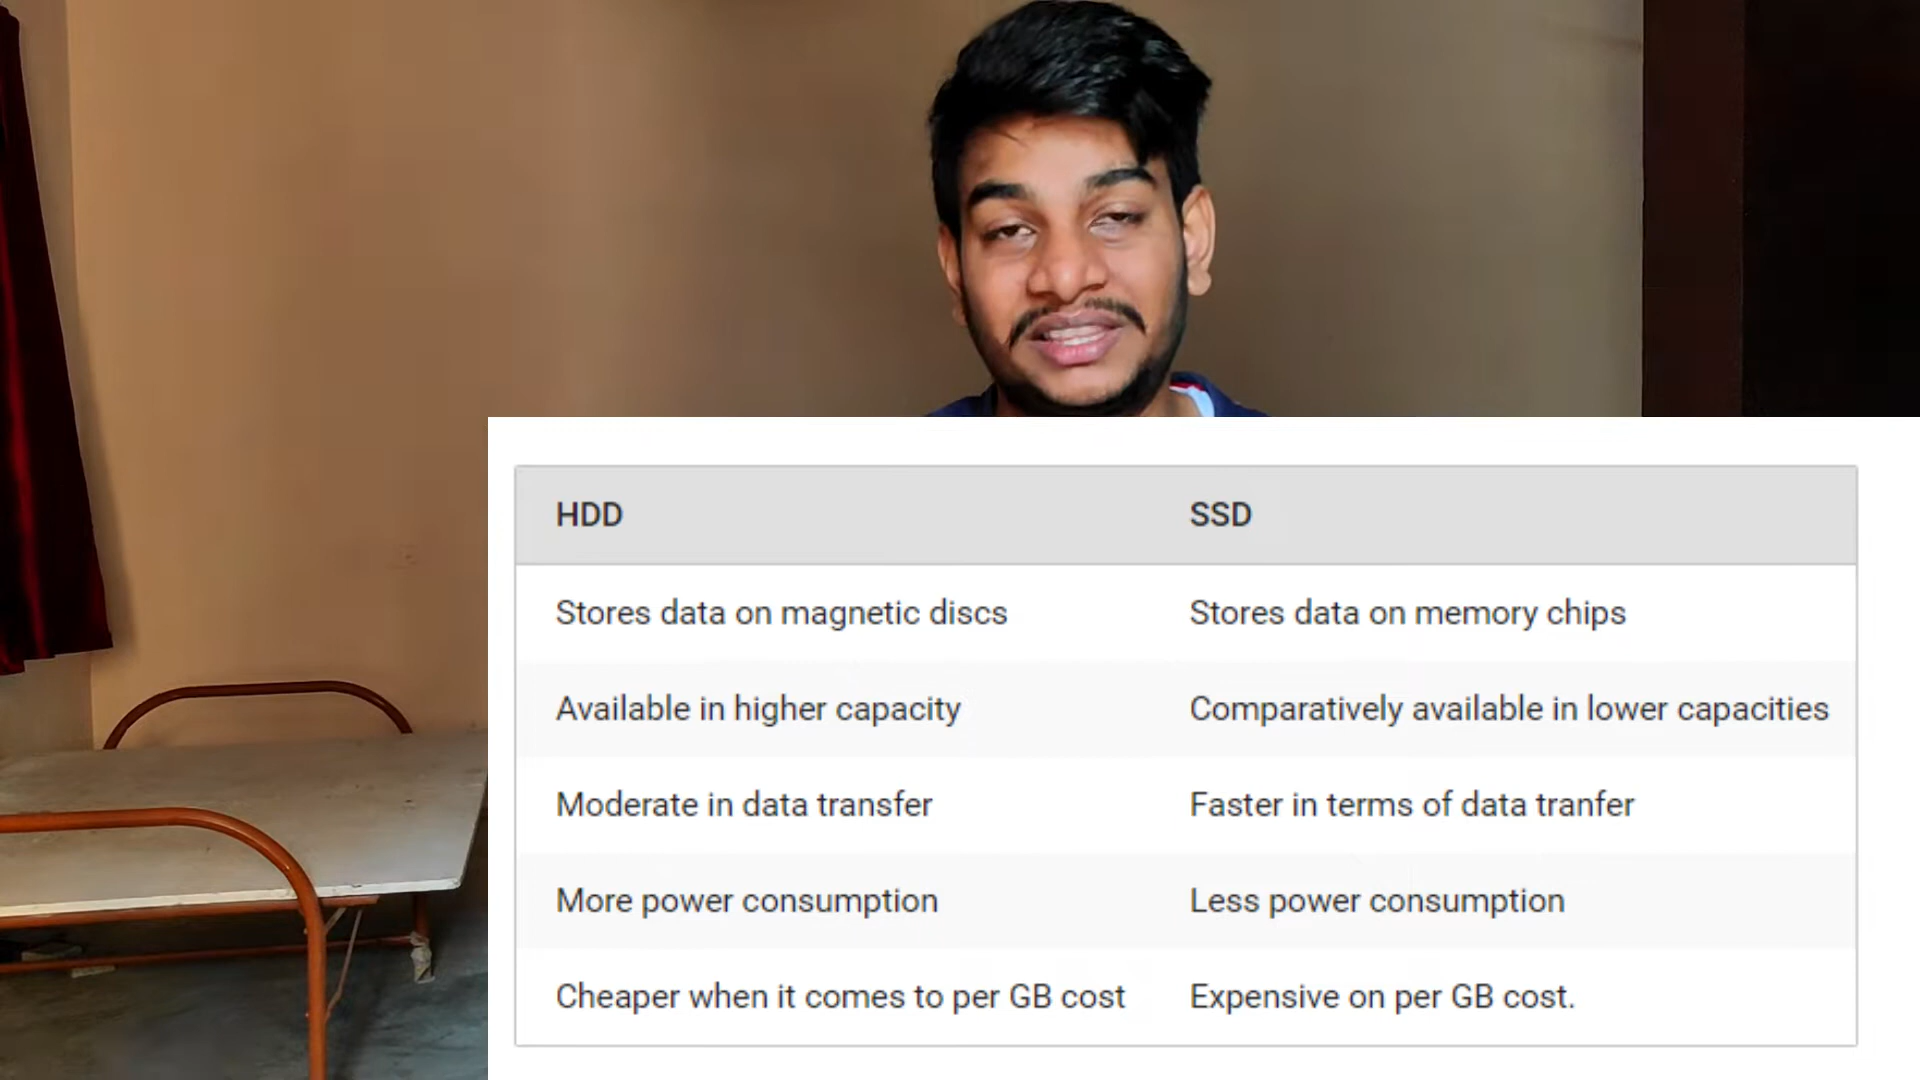 HDD SSD
Stores data on magnetic discs Stores data on memory chips
Available in higher capacity Comparatively available in lower capacities
Moderate in data transfer Faster in terms of data tranfer
More power consumption Less power consumption
Cheaper when it comes to per GB cost Expensive on per GB cost.